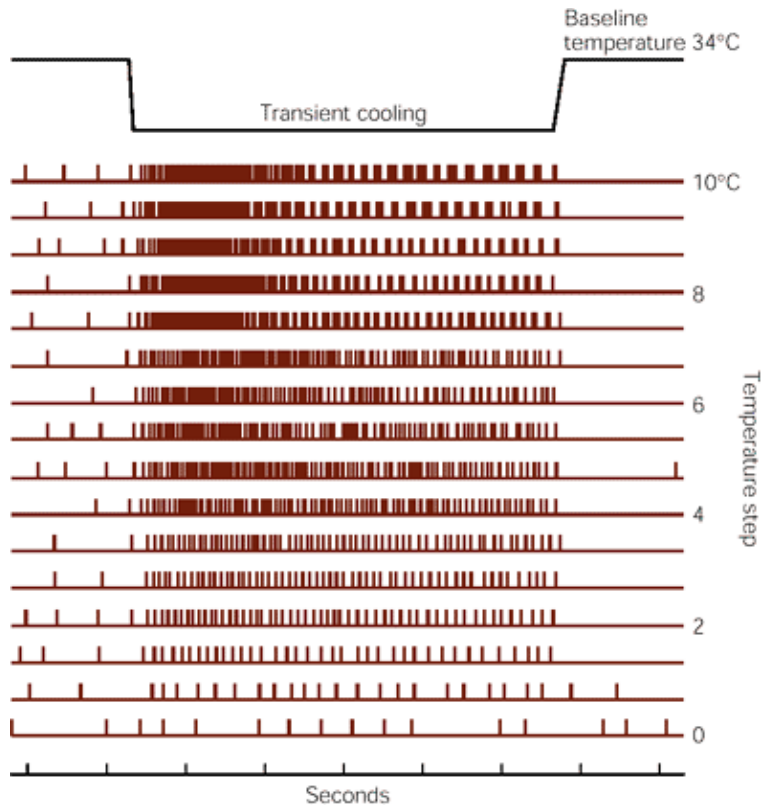 Baseline
temperature 34°C
Transient cooling
10°C
8
6
4
2
0
Temperature step
Seconds